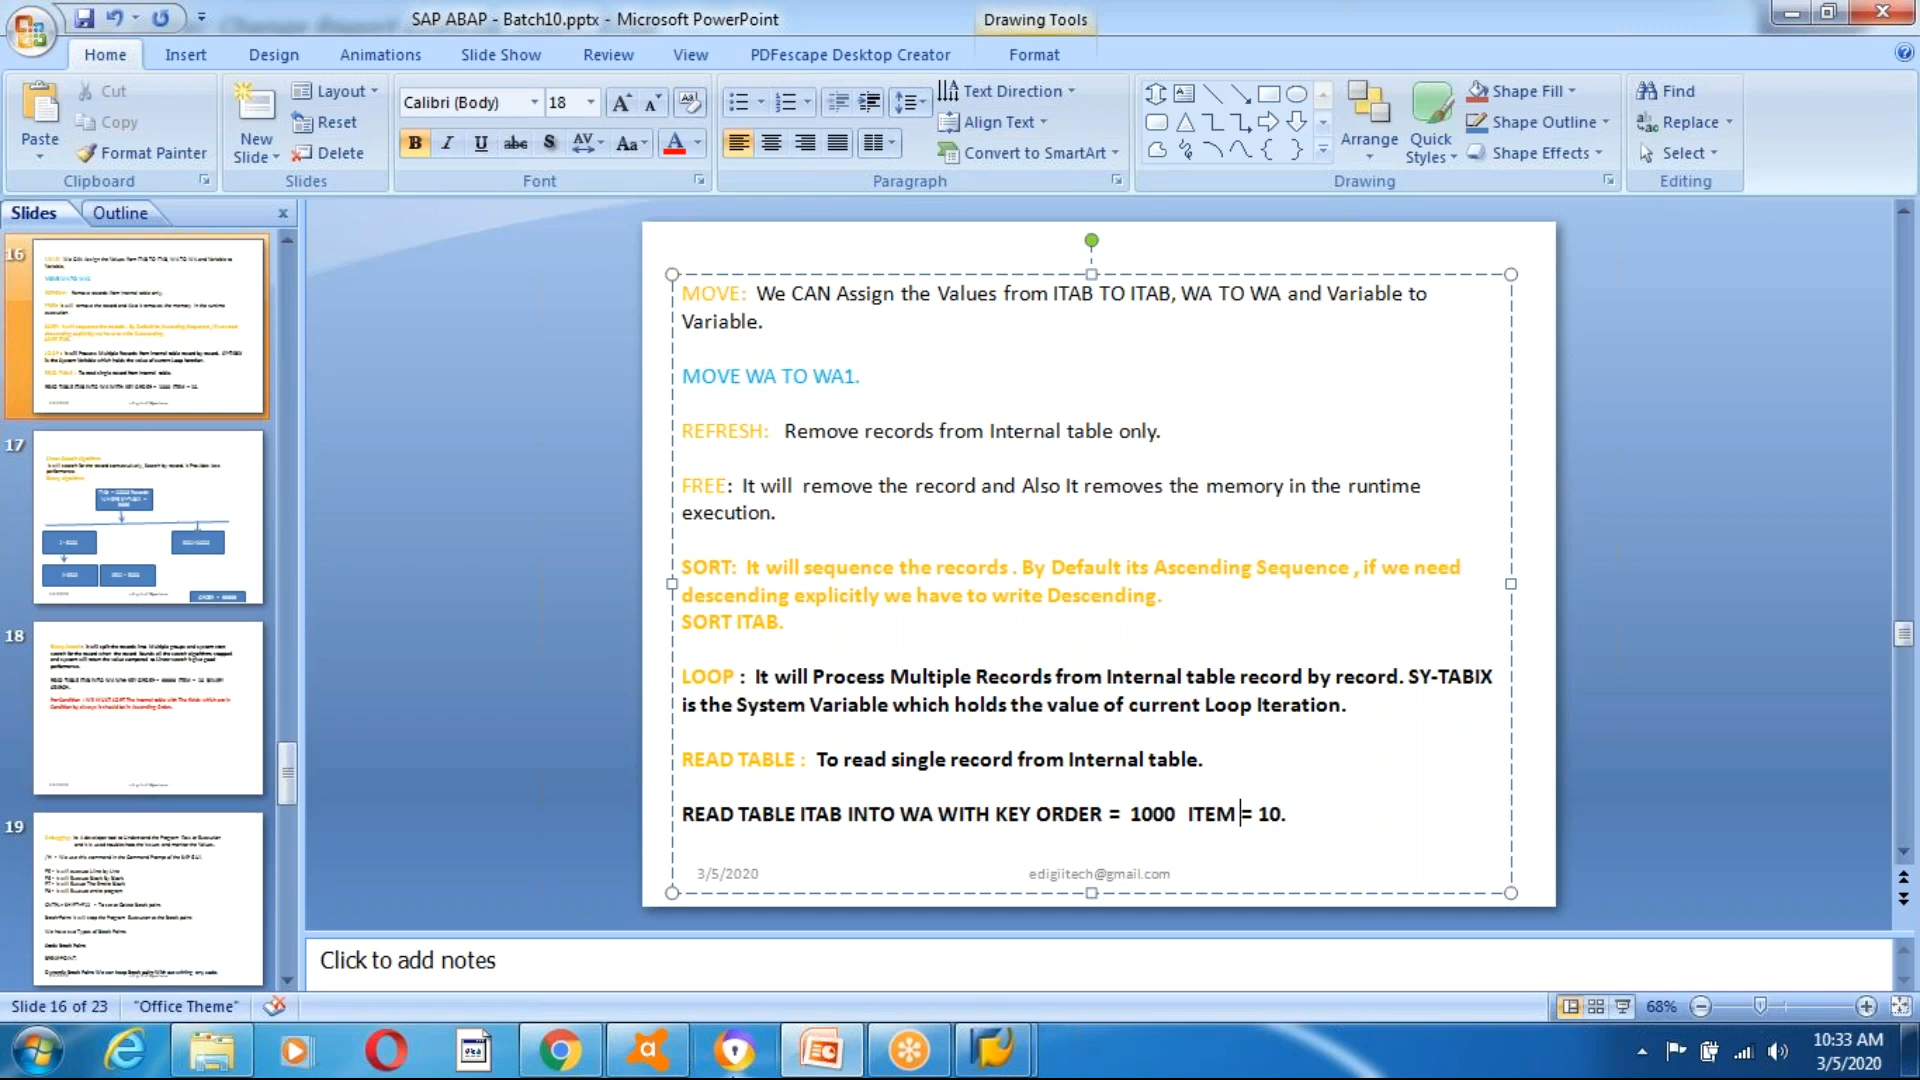 SAP ABAP - Batch10.pptx - Microsoft PowerPoint
Drawing Tools
Home Insert Design Animations Slide Show Review View PDFescape Desktop Creator Format
Paste
Cut
Copy
Format Painter
Clipboard
New Slide
Layout
Reset
Delete
Slides
Calibri (Body) 18
Font
Text Direction
Align Text
Convert to SmartArt
Paragraph
Arrange
Quick Styles
Shape Fill
Shape Outline
Shape Effects
Drawing
Find
Replace
Select
Editing
Slides Outline
16
17
18
19
MOVE: We CAN Assign the Values from ITAB TO ITAB, WA TO WA and Variable to
Variable.
MOVE WA TO WA1.
REFRESH: Remove records from Internal table only.
FREE: It will remove the record and Also It removes the memory in the runtime
execution.
SORT: It will sequence the records . By Default its Ascending Sequence , if we need
descending explicitly we have to write Descending.
SORT ITAB.
LOOP : It will Process Multiple Records from Internal table record by record. SY-TABIX
is the System Variable which holds the value of current Loop Iteration.
READ TABLE : To read single record from Internal table.
READ TABLE ITAB INTO WA WITH KEY ORDER = 1000 ITEM = 10.
3/5/2020 edigiitech@gmail.com
Click to add notes
Slide 16 of 23 "Office Theme" 68%
10:33 AM
3/5/2020